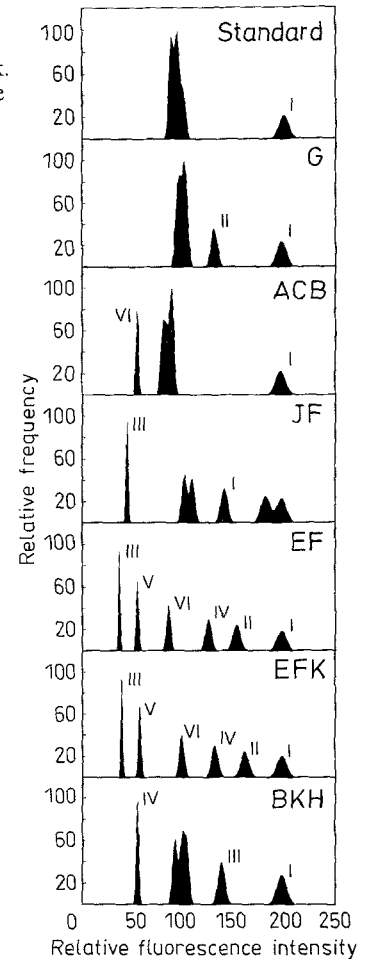 Standard
100
60
20
I
G
100
60
20
II
I
ACB
100
60
20
VI
I
JF
100
60
20
III
I
EF
100
60
20
III
V
VI
IV
II
I
EFK
100
60
20
III
V
VI
IV
II
I
BKH
100
60
20
IV
III
I
0 50 100 150 200 250
Relative fluorescence intensity
Relative frequency